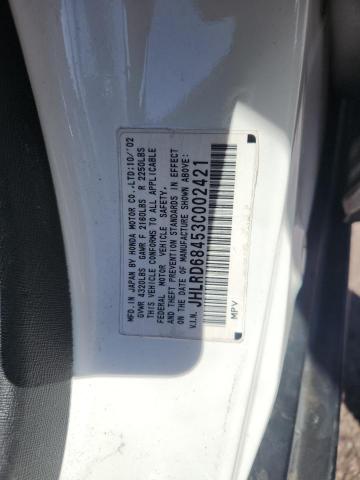 MFD. IN JAPAN BY HONDA MOTOR CO.,LTD:10/'02
GVWR 4320LBS GAWR F 2160LBS R 2250LBS
THIS VEHICLE CONFORMS TO ALL APPLICABLE
FEDERAL MOTOR VEHICLE SAFETY,
AND THEFT PREVENTION STANDARDS IN EFFECT
ON THE DATE OF MANUFACTURE SHOWN ABOVE:
V.I.N. JHLRD68453C002421
MPV